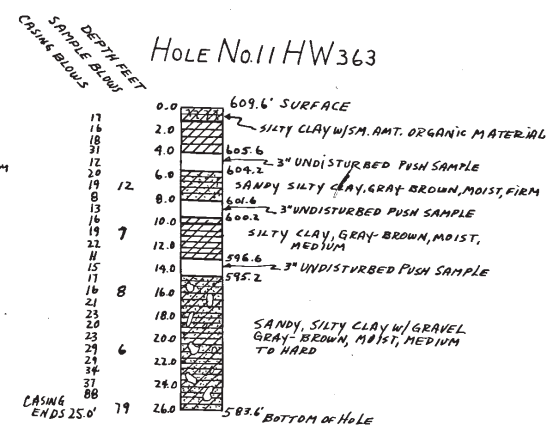 HOLE NO.11 HW363
CASING BLOWS
SAMPLE BLOWS
DEPTH FEET
0.0 609.6' SURFACE
17
SILTY CLAY W/SM. AMT. ORGANIC MATERIAL
16 2.0
18
31 4.0 605.6
12 3" UNDISTURBED PUSH SAMPLE
20 6.0 604.2
19 12 SANDY SILTY CLAY, GRAY-BROWN, MOIST, FIRM
8 8.0 601.6
13 3" UNDISTURBED PUSH SAMPLE
16 10.0 600.2
19 7 SILTY CLAY, GRAY-BROWN, MOIST,
22 12.0 MEDIUM
H 596.6
15 14.0 3" UNDISTURBED PUSH SAMPLE
17 595.2
16 8 16.0
21
23 18.0
20 SANDY, SILTY CLAY W/ GRAVEL
23 20.0 GRAY-BROWN, MOIST, MEDIUM
29 6 TO HARD
29 22.0
34
37 24.0
88
CASING
ENDS 25.0' 79 26.0 583.6' BOTTOM OF HOLE
M